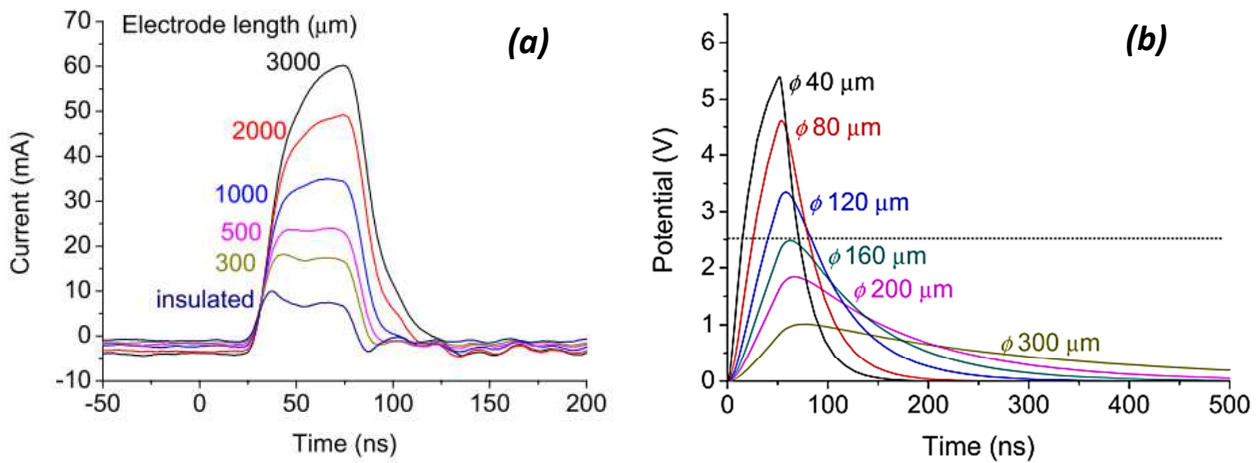 Electrode length (μm)
(a)
3000
2000
1000
500
300
insulated
Current (mA)
70
60
50
40
30
20
10
0
-10
-50
0
50
100
150
200
Time (ns)
(b)
ϕ 40 μm
ϕ 80 μm
ϕ 120 μm
ϕ 160 μm
ϕ 200 μm
ϕ 300 μm
Potential (V)
6
5
4
3
2
1
0
0
100
200
300
400
500
Time (ns)